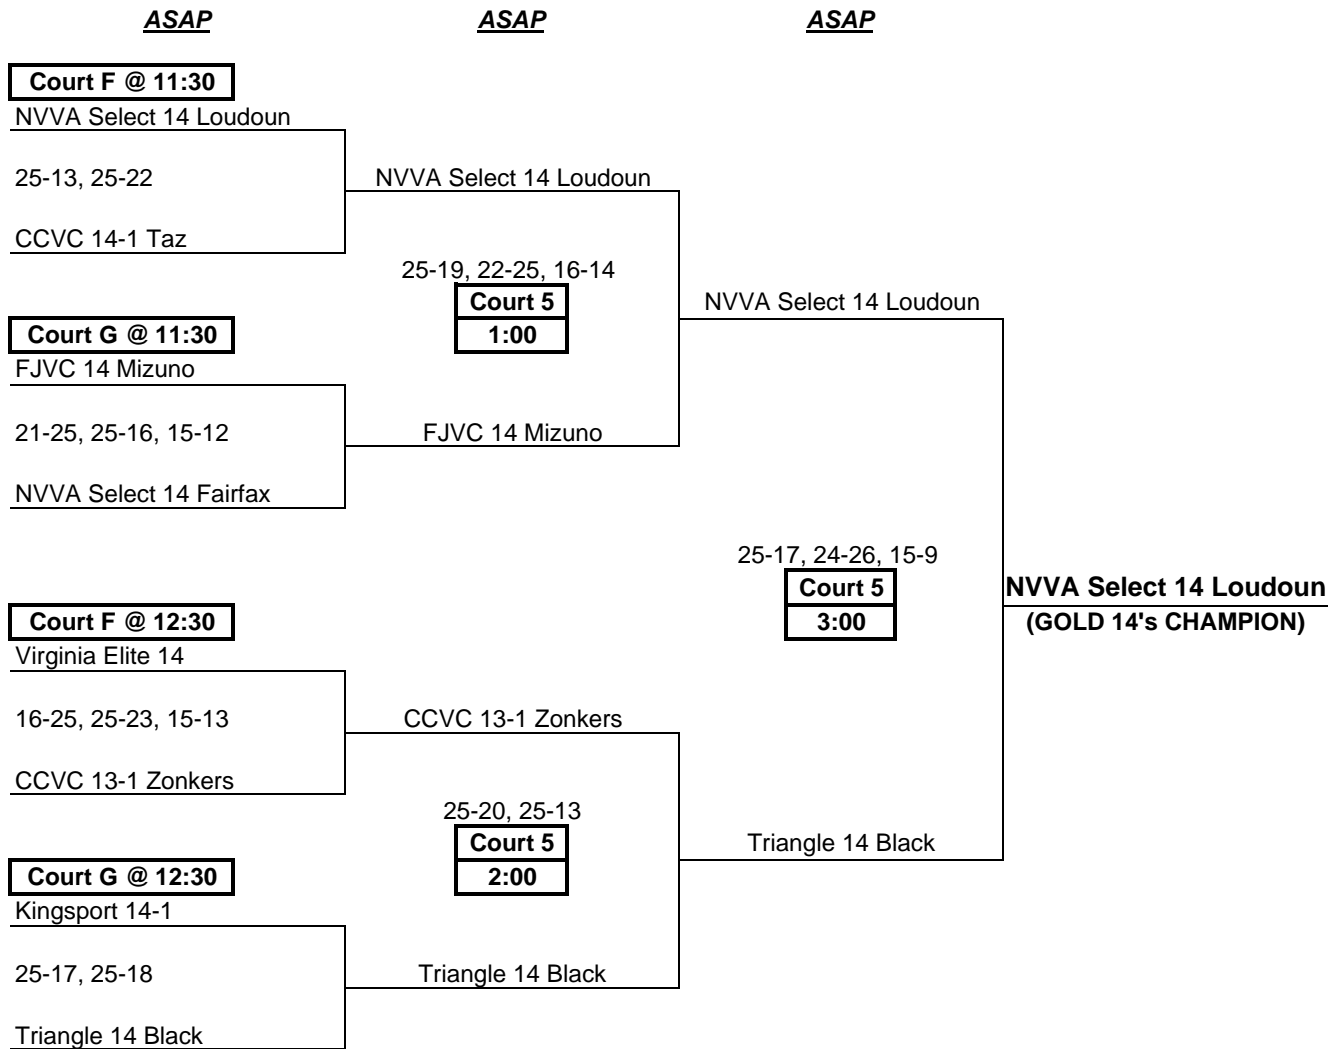 ASAP ASAP ASAP
Court F @ 11:30
NVVA Select 14 Loudoun
25-13, 25-22
CCVC 14-1 Taz
Court G @ 11:30
FJVC 14 Mizuno
21-25, 25-16, 15-12
NVVA Select 14 Fairfax
Court F @ 12:30
Virginia Elite 14
16-25, 25-23, 15-13
CCVC 13-1 Zonkers
Court G @ 12:30
Kingsport 14-1
25-17, 25-18
Triangle 14 Black
NVVA Select 14 Loudoun
25-19, 22-25, 16-14
Court 5
1:00
FJVC 14 Mizuno
CCVC 13-1 Zonkers
25-20, 25-13
Court 5
2:00
Triangle 14 Black
NVVA Select 14 Loudoun
25-17, 24-26, 15-9
Court 5
3:00
Triangle 14 Black
NVVA Select 14 Loudoun
(GOLD 14's CHAMPION)